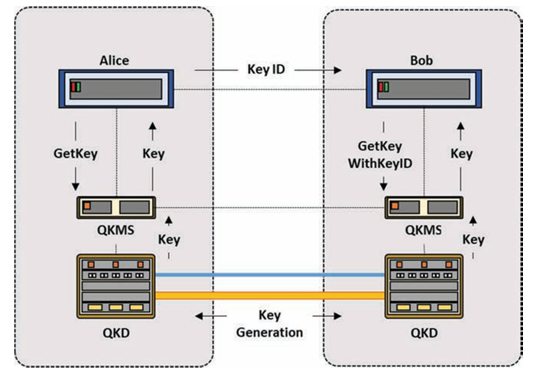 Alice
Key ID
Bob
GetKey
Key
GetKey
WithKeyID
Key
QKMS
Key
QKMS
Key
QKD
Key
Generation
QKD